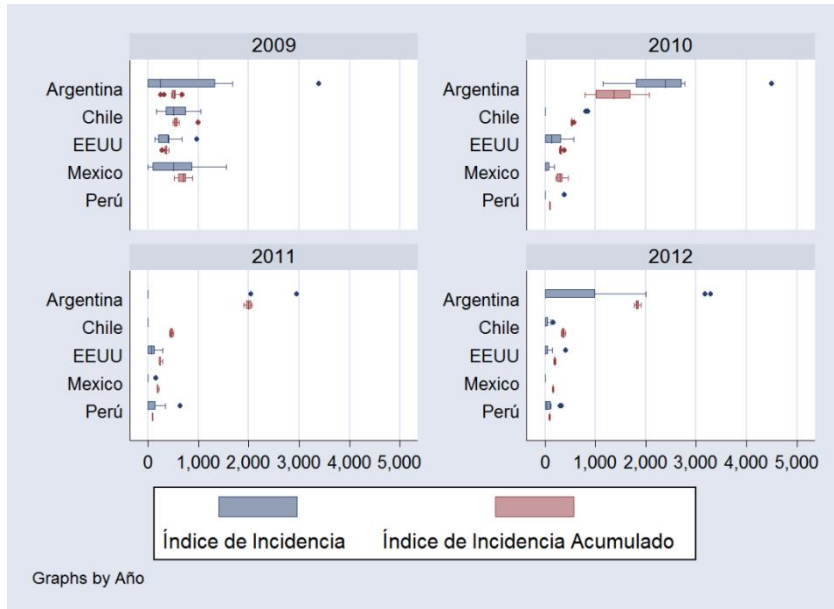 2009
2010
Argentina
Chile
EEUU
Mexico
Perú
Argentina
Chile
EEUU
Mexico
Perú
2011
2012
Argentina
Chile
EEUU
Mexico
Perú
Argentina
Chile
EEUU
Mexico
Perú
0 1,000 2,000 3,000 4,000 5,000
0 1,000 2,000 3,000 4,000 5,000
Índice de Incidencia
Índice de Incidencia Acumulado
Graphs by Año